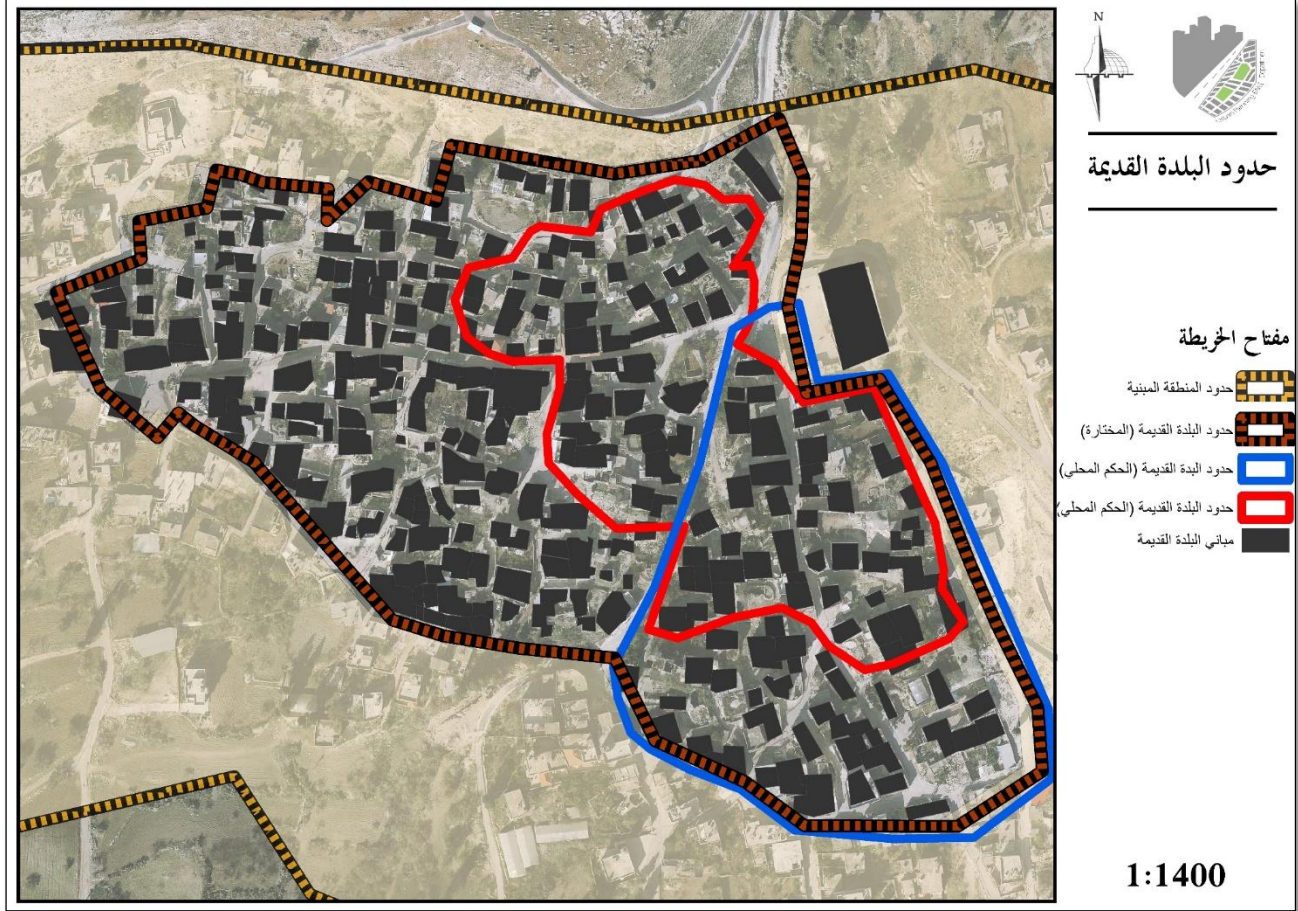 N
حدود البلدة القديمة
مفتاح الخريطة
حدود المنطقة المبنية
حدود البلدة القديمة (المختارة)
حدود البدة القديمة (الحكم المحلي)
حدود البلدة القديمة (الحكم المحلي)
مباني البلدة القديمة
1:1400